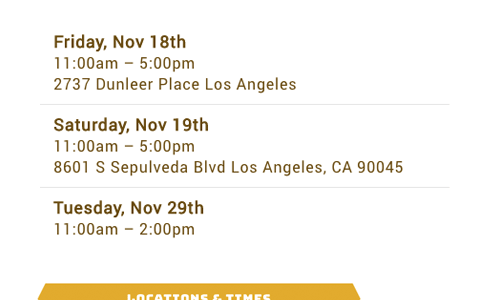 Friday, Nov 18th
11:00am – 5:00pm
2737 Dunleer Place Los Angeles
Saturday, Nov 19th
11:00am – 5:00pm
8601 S Sepulveda Blvd Los Angeles, CA 90045
Tuesday, Nov 29th
11:00am – 2:00pm
LOCATIONS & TIMES